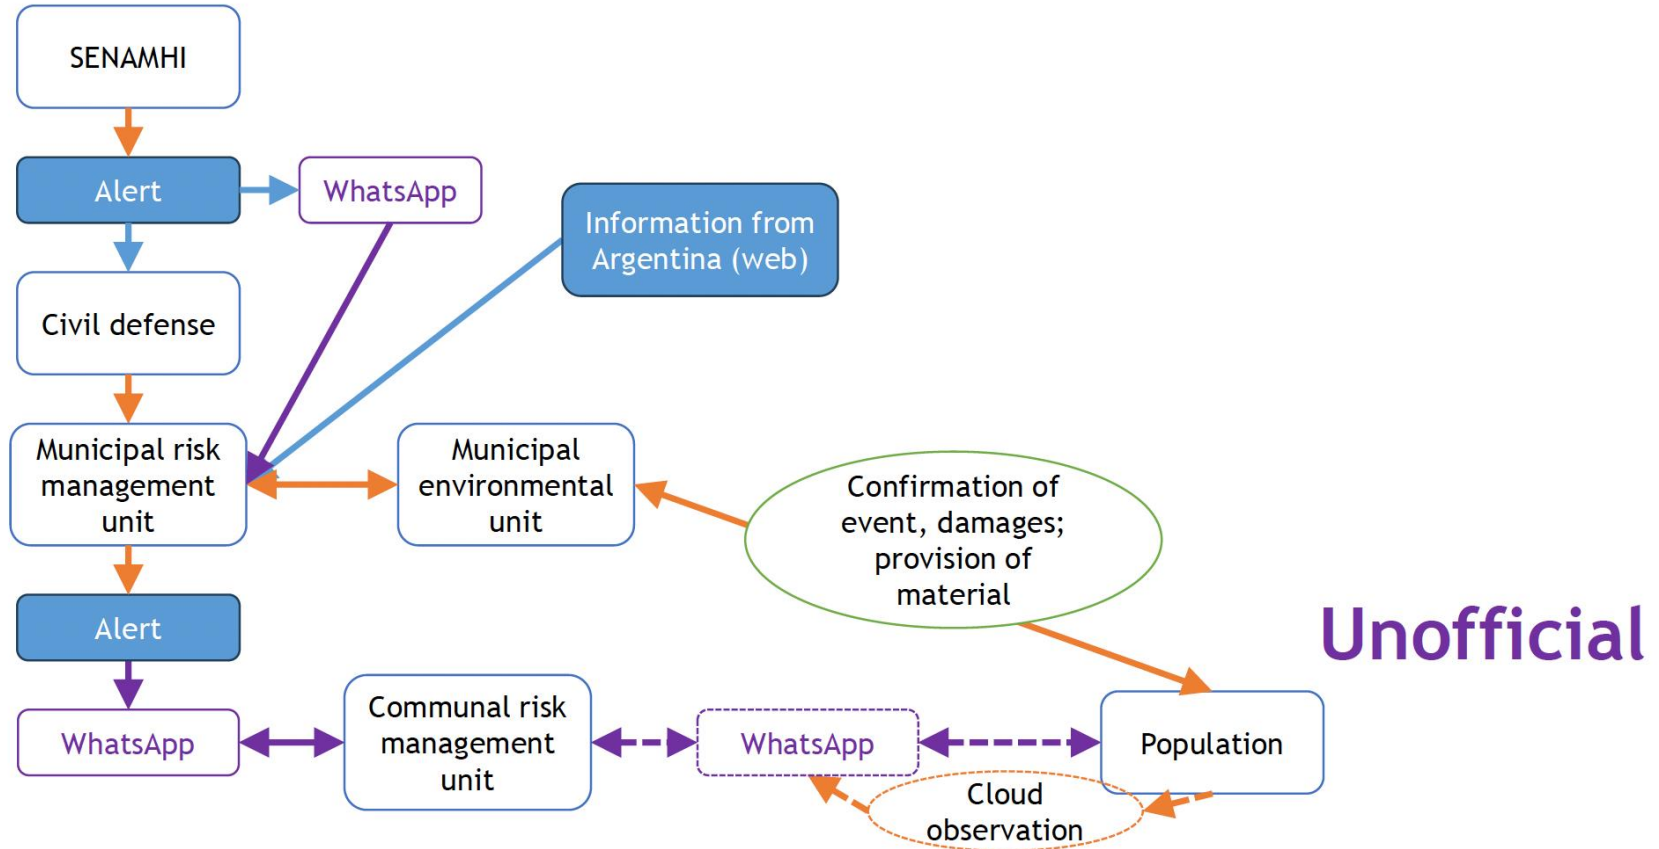 SENAMHI
Alert
WhatsApp
Information from
Argentina (web)
Civil defense
Municipal risk
management
unit
Municipal
environmental
unit
Confirmation of
event, damages;
provision of
material
Alert
Unofficial
WhatsApp
Communal risk
management
unit
WhatsApp
Population
Cloud
observation